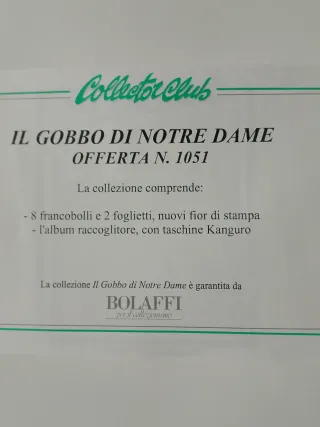 Collector Club
IL GOBBO DI NOTRE DAME
OFFERTA N. 1051
La collezione comprende:
- 8 francobolli e 2 foglietti, nuovi fior di stampa
- l'album raccoglitore, con taschine Kanguro
La collezione Il Gobbo di Notre Dame è garantita da
BOLAFFI
per il collezionismo